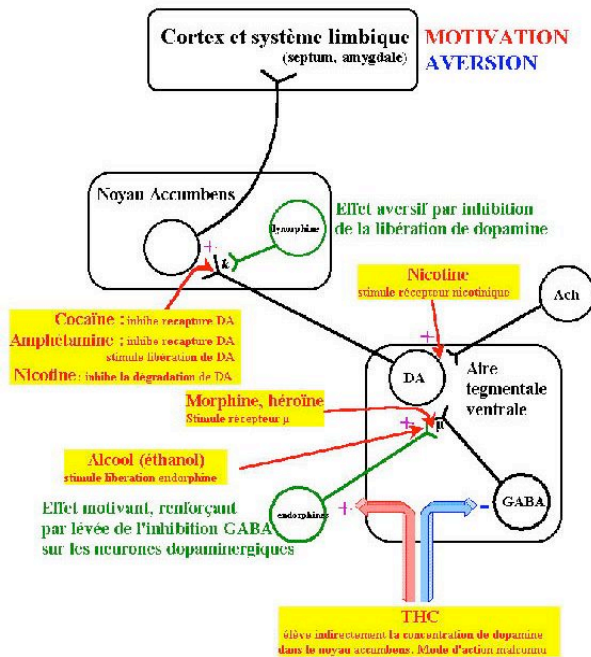 Cortex et système limbique
(septum, amygdale)
MOTIVATION
AVERSION
Noyau Accumbens
dynorphine
Effet aversif par inhibition
de la libération de dopamine
+
k
Nicotine
stimule récepteur nicotinique
Ach
Cocaïne : inhibe recapture DA
Amphétamine : inhibe recapture DA
stimule libération de DA
Nicotine : inhibe la dégradation de DA
+
DA
Aire
tegmentale
ventrale
Morphine, héroïne
Stimule récepteur μ
+
μ
Alcool (éthanol)
stimule liberation endorphine
Effet motivant, renforçant
par lévée de l'inhibition GABA
sur les neurones dopaminergiques
endorphines
+
-
GABA
THC
élève indirectement la concentration de dopamine
dans le noyau accumbens. Mode d'action malconnu